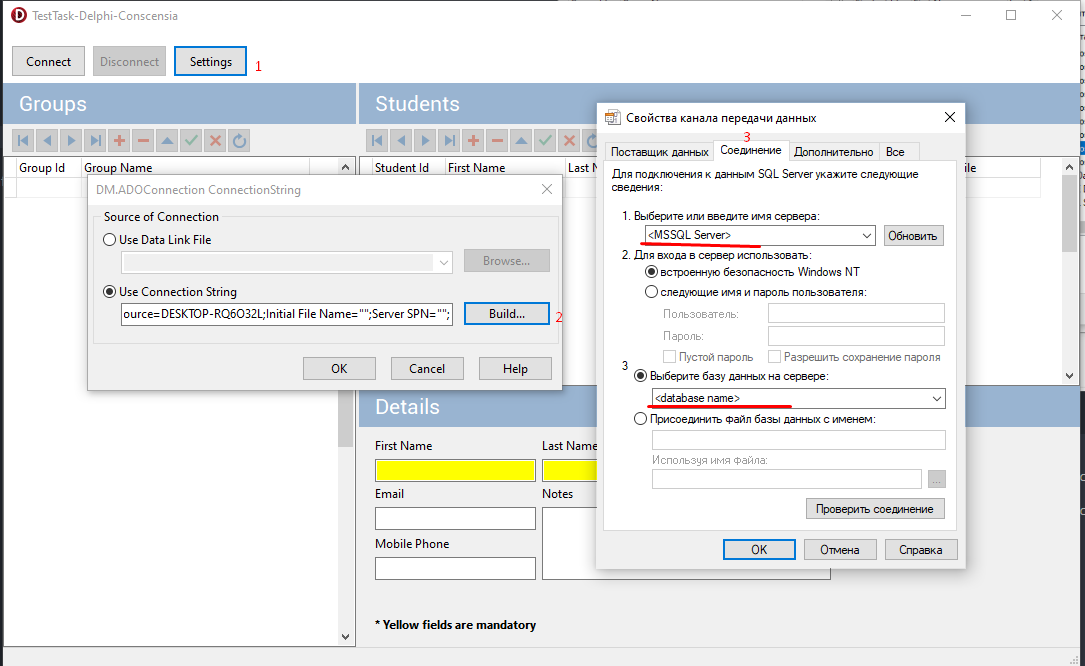 TestTask-Delphi-Conscensia
Connect Disconnect Settings 1
Groups
Group Id Group Name
Students
Student Id First Name Last N
DM.ADOConnection ConnectionString
Source of Connection
Use Data Link File
Browse...
Use Connection String
ource=DESKTOP-RQ6O32L;Initial File Name="";Server SPN=""; Build... 2
OK Cancel Help
Свойства канала передачи данных
3
Поставщик данных Соединение Дополнительно Все
Для подключения к данным SQL Server укажите следующие
сведения:
1. Выберите или введите имя сервера:
<MSSQL Server> Обновить
2. Для входа в сервер использовать:
встроенную безопасность Windows NT
следующие имя и пароль пользователя:
Пользователь:
Пароль:
Пустой пароль Разрешить сохранение пароля
3 Выберите базу данных на сервере:
<database name>
Присоединить файл базы данных с именем:
Используя имя файла:
...
Проверить соединение
OK Отмена Справка
Details
First Name Last Name
Email Notes
Mobile Phone
* Yellow fields are mandatory